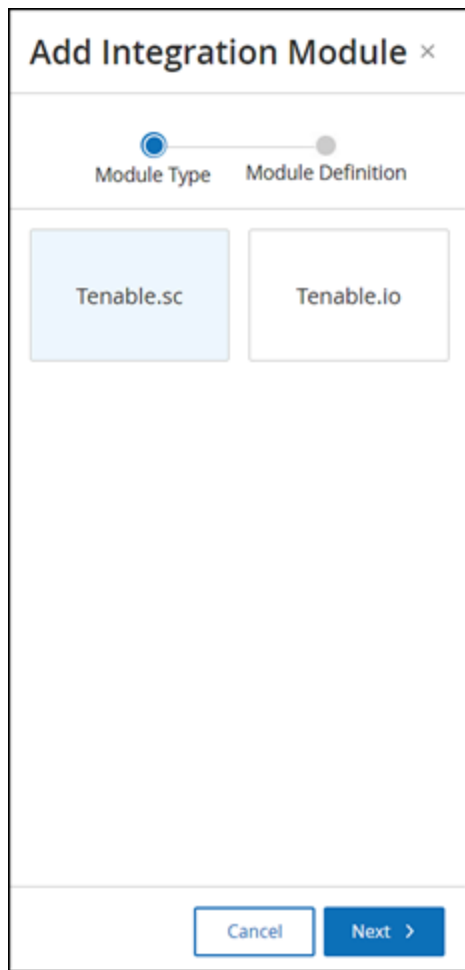 Add Integration Module ×
Module Type Module Definition
Tenable.sc Tenable.io
Cancel Next >